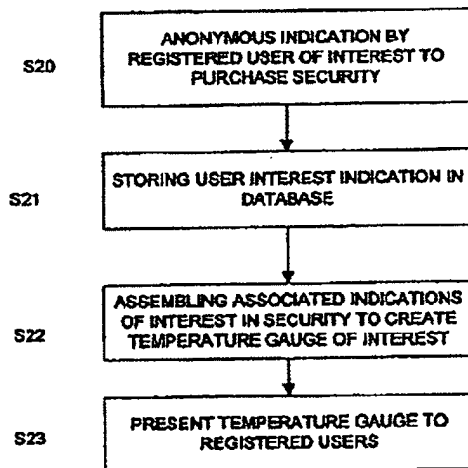 ANONYMOUS INDICATION BY
S20
REGISTERED USER OF INTEREST TO
PURCHASE SECURITY
STORING USER INTEREST INDICATION IN
S21
DATABASE
ASSEMBLING ASSOCIATED INDICATIONS
OF INTEREST IN SECURITY TO CREATE
S22
TEMPERATURE GAUGE OF INTEREST
PRESENT TEMPERATURE GAUGE TO
S23
REGISTERED USERS